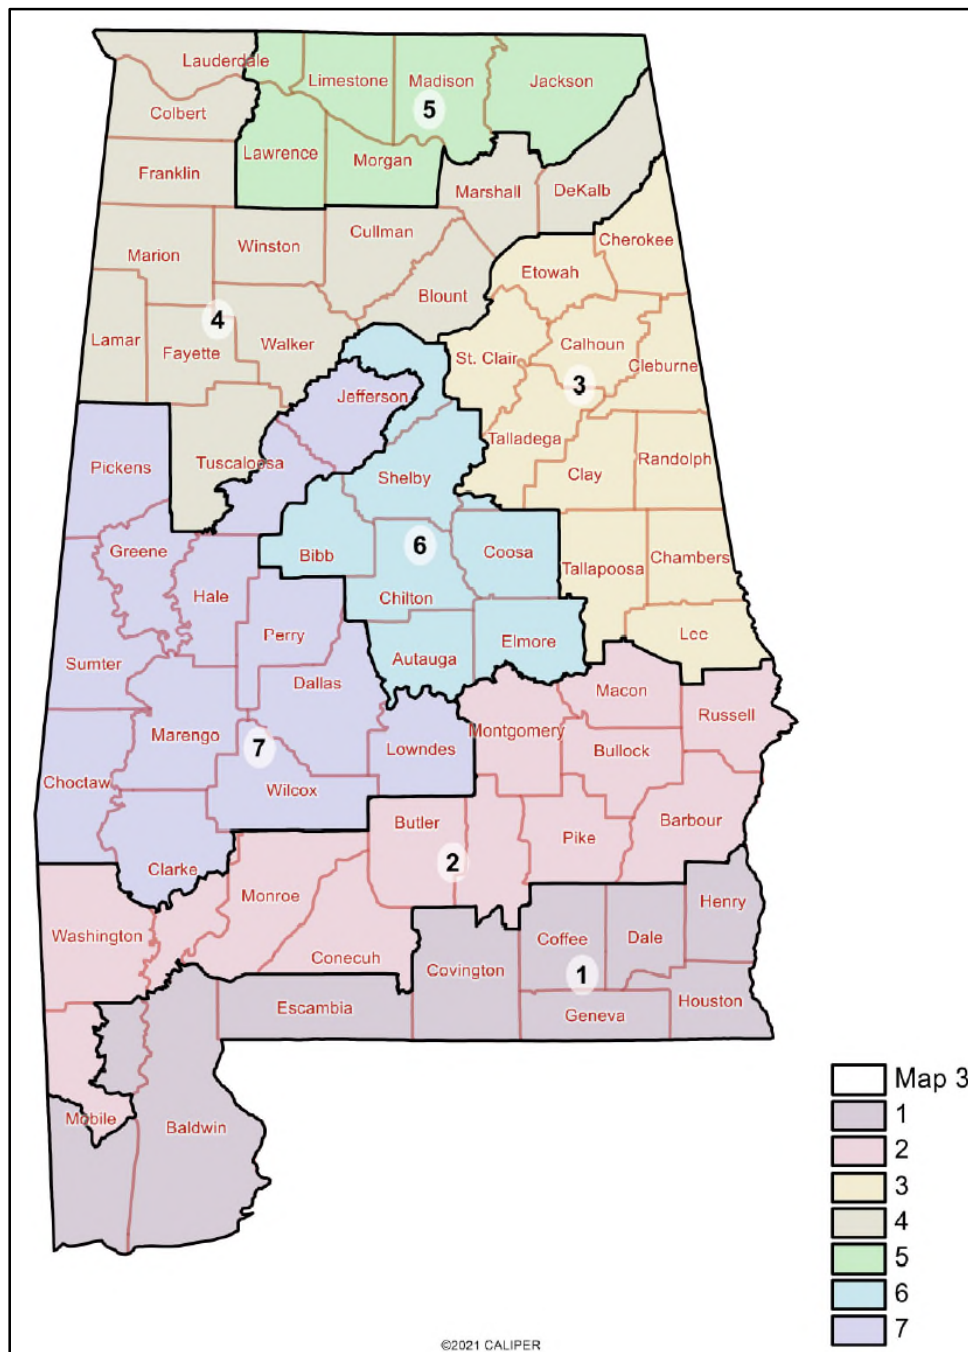 Lauderdale
Limestone
Madison
Jackson
5
Colbert
Lawrence
Morgan
Franklin
Marshall
DeKalb
Cullman
Winston
Marion
Cherokee
Etowah
Blount
4
Lamar
Fayette
Walker
St. Clair
Calhoun
Cleburne
3
Jefferson
Talladega
Randolph
Pickens
Tuscaloosa
Shelby
Clay
Greene
Bibb
6
Coosa
Chambers
Tallapoosa
Hale
Chilton
Perry
Elmore
Lee
Sumter
Autauga
Dallas
Macon
Russell
Marengo
7
Lowndes
Montgomery
Bullock
Choctaw
Wilcox
Butler
Pike
Barbour
Clarke
2
Monroe
Henry
Washington
Conecuh
Covington
Coffee
Dale
1
Escambia
Geneva
Houston
Mobile
Baldwin
Map 3
1
2
3
4
5
6
7
©2021 CALIPER